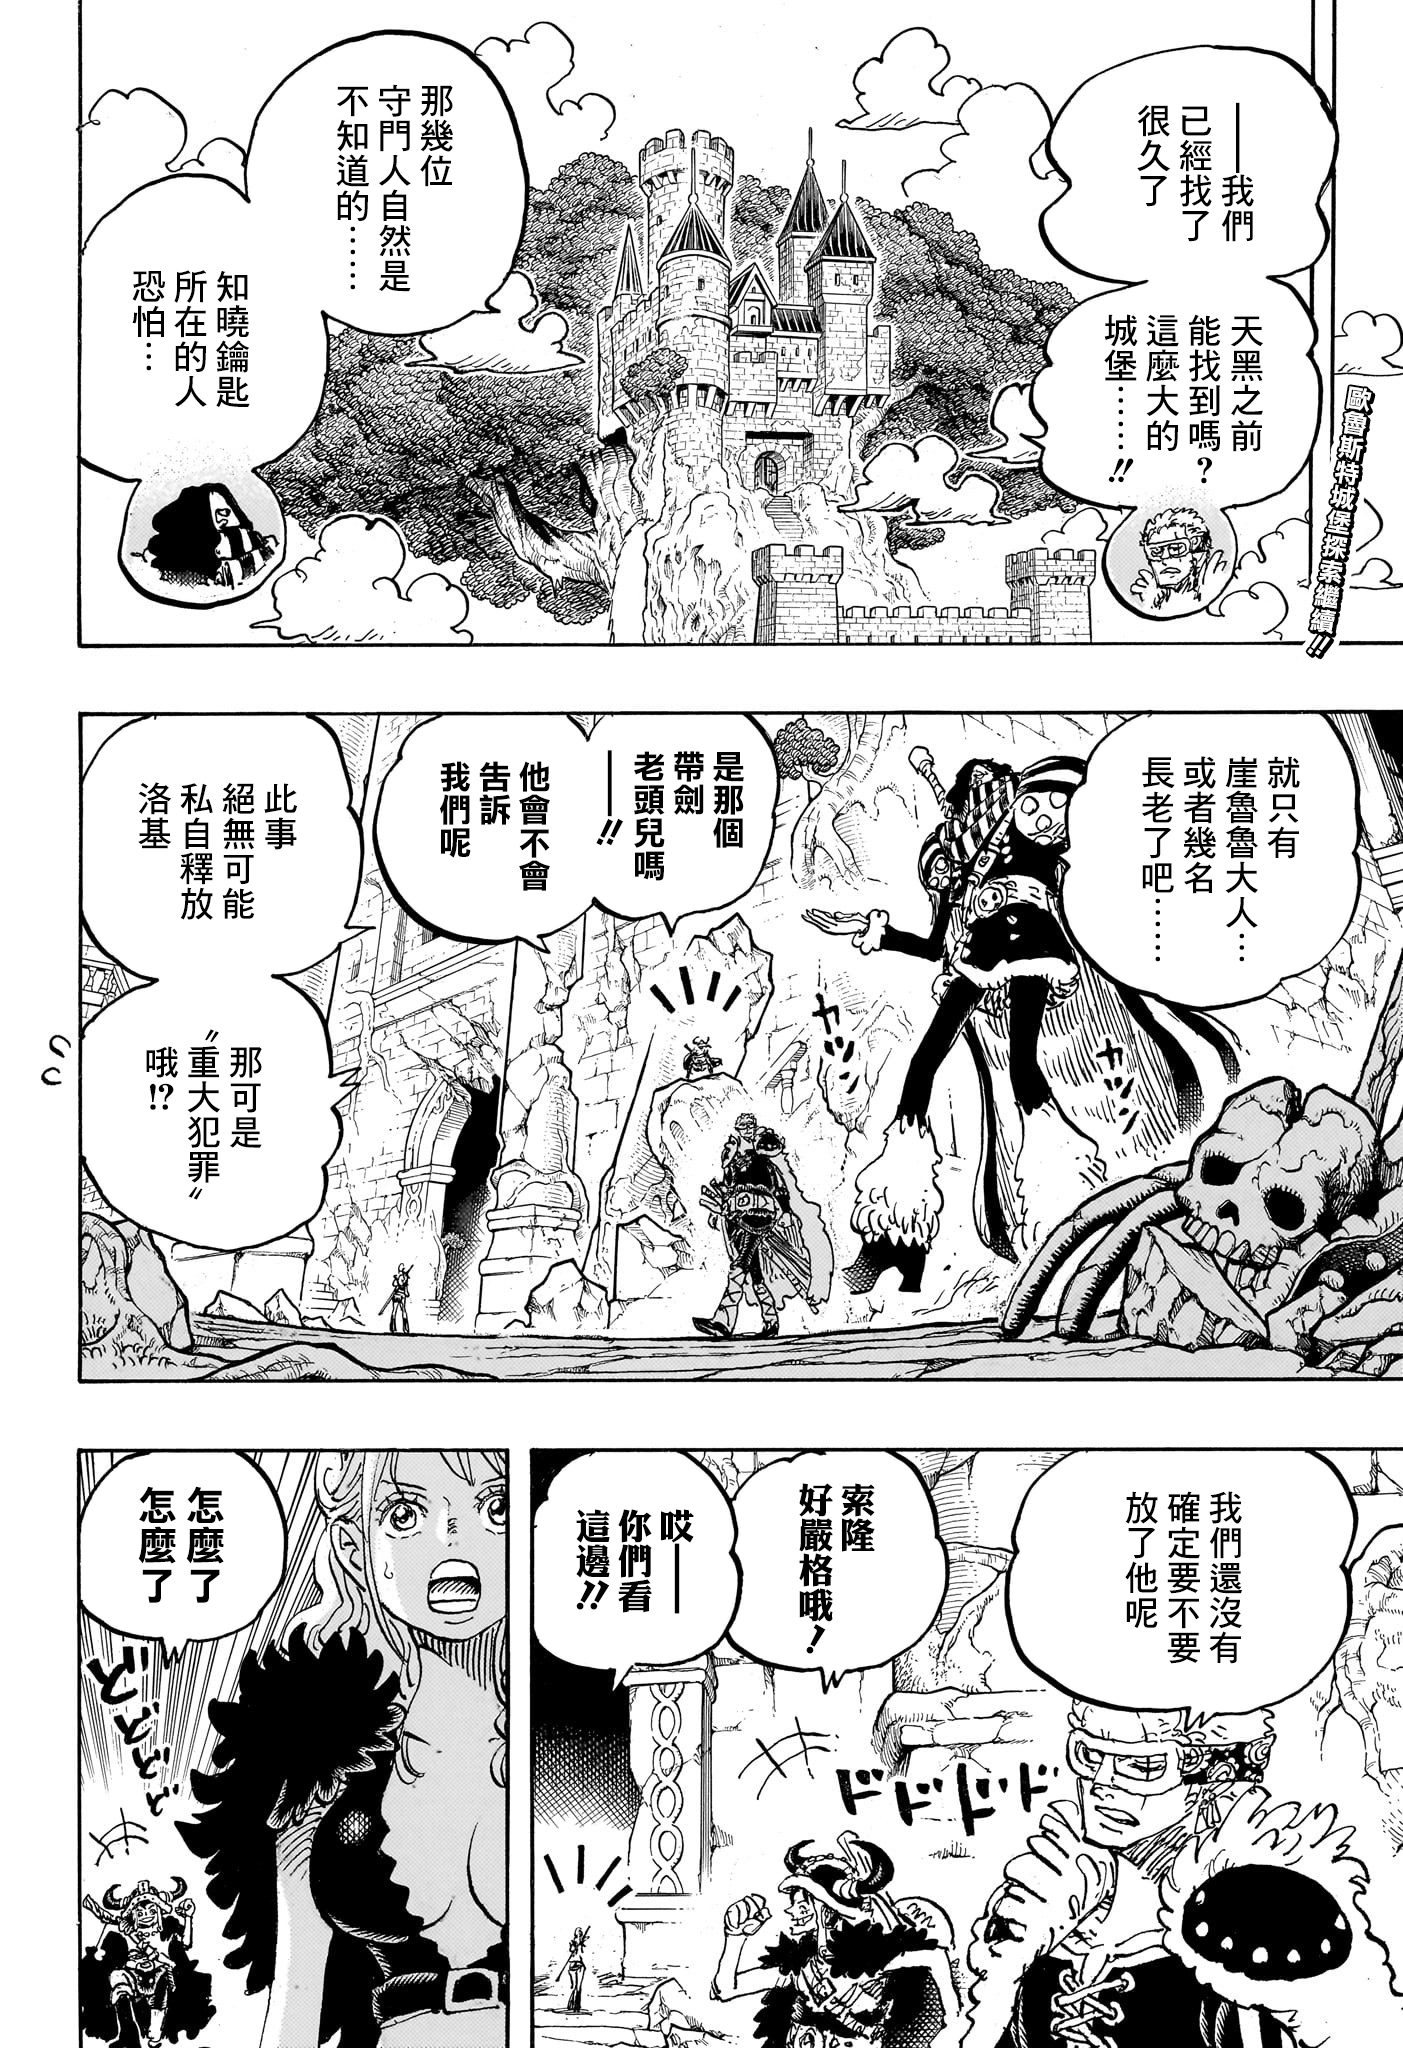 歐魯斯特城堡探索繼續!!
——我們
已經找了
很久了
天黑之前
能找到嗎?
這麼大的
城堡……!!
那幾位
守門人自然是
不知道的……
知曉鑰匙
所在的人
恐怕…
就只有
崖魯魯大人…
或者幾名
長老了吧……
是那個
帶劍
老頭兒嗎
——!!
他會不會
告訴
我們呢
此事
絕無可能
私自釋放
洛基
那可是
〝重大犯罪〞
哦!?
ヤツン
ヤツン
我們還沒有
確定要不要
放了他呢
索隆
好嚴格哦!
哎——
你們看
這邊!!
ドドドド
怎麼了
怎麼了
どどどど